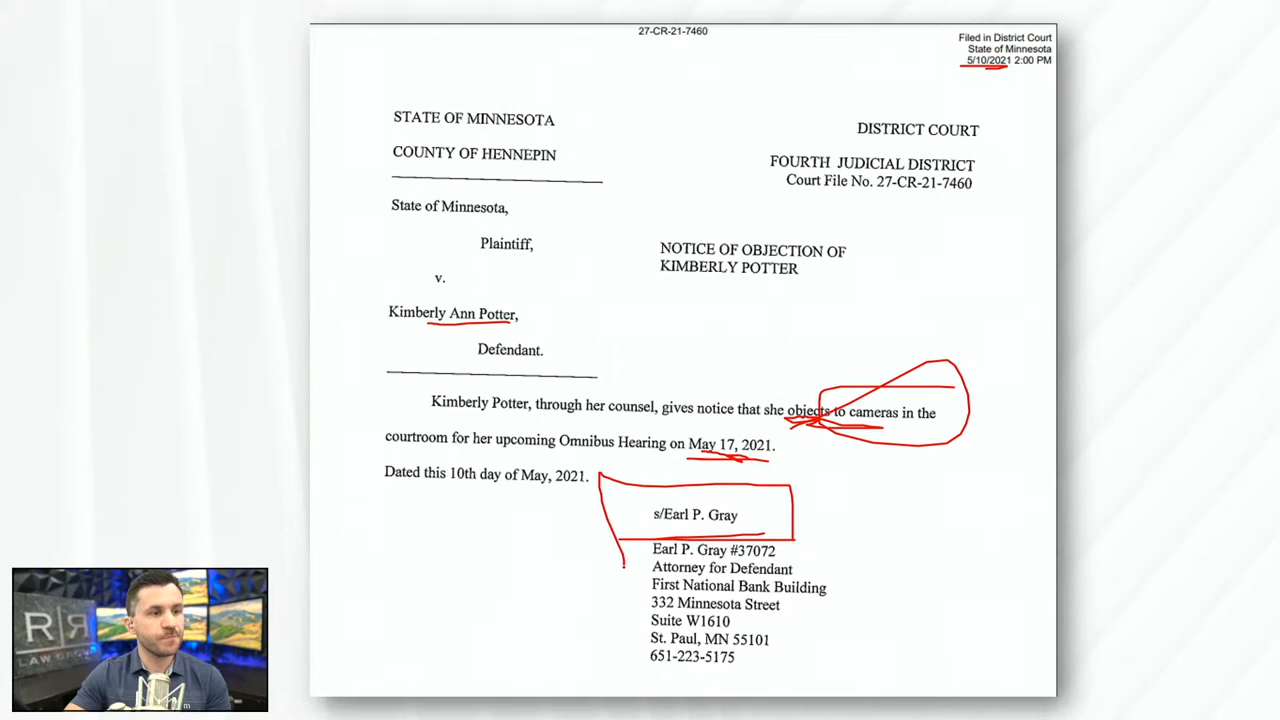 27-CR-21-7460
Filed in District Court
State of Minnesota
5/10/2021 2:00 PM
STATE OF MINNESOTA
DISTRICT COURT
COUNTY OF HENNEPIN
FOURTH JUDICIAL DISTRICT
Court File No. 27-CR-21-7460
State of Minnesota,
Plaintiff,
NOTICE OF OBJECTION OF
KIMBERLY POTTER
v.
Kimberly Ann Potter,
Defendant.
Kimberly Potter, through her counsel, gives notice that she objects to cameras in the
courtroom for her upcoming Omnibus Hearing on May 17, 2021.
Dated this 10th day of May, 2021.
s/Earl P. Gray
Earl P. Gray #37072
Attorney for Defendant
First National Bank Building
332 Minnesota Street
Suite W1610
St. Paul, MN 55101
651-223-5175
R|R
LAW GROUP